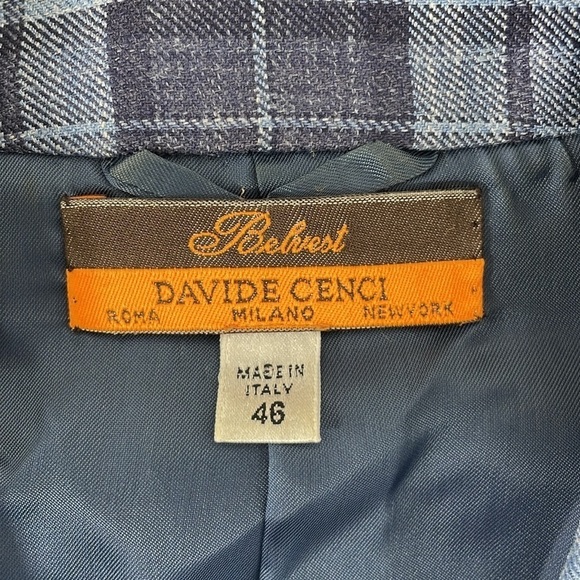 Belvest
DAVIDE CENCI
ROMA MILANO NEWYORK
MADE IN
ITALY
46